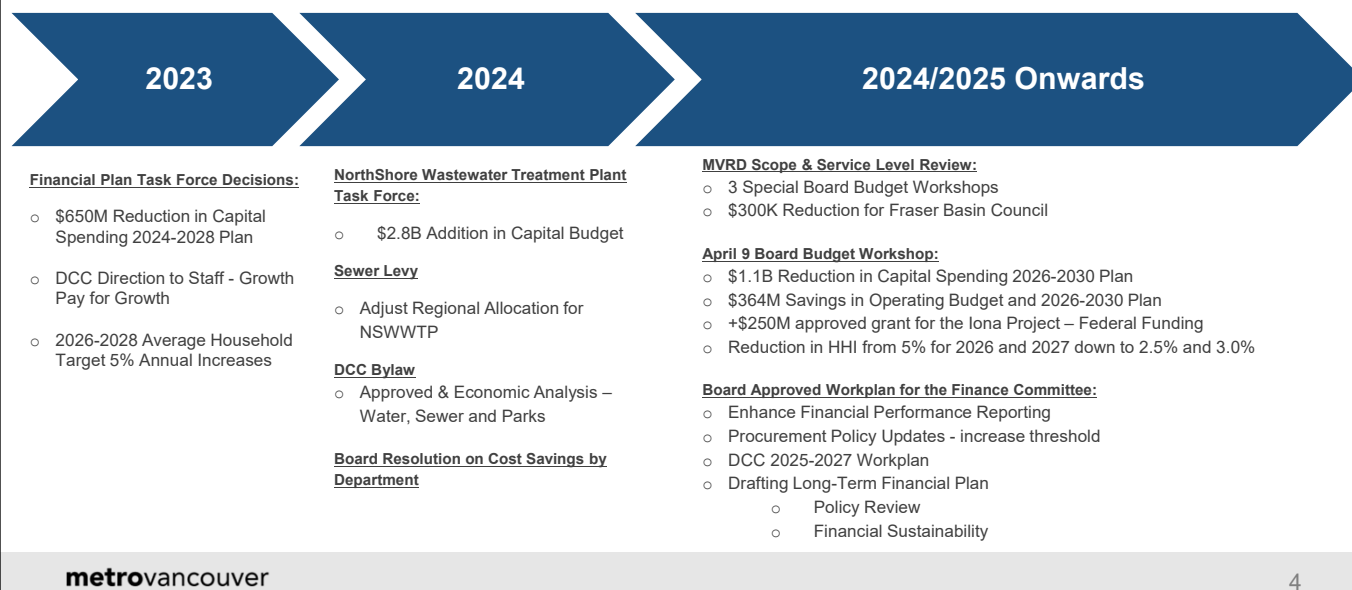 2023
2024
2024/2025 Onwards
Financial Plan Task Force Decisions:
o $650M Reduction in Capital
Spending 2024-2028 Plan
o DCC Direction to Staff - Growth
Pay for Growth
o 2026-2028 Average Household
Target 5% Annual Increases
NorthShore Wastewater Treatment Plant
Task Force:
o $2.8B Addition in Capital Budget
Sewer Levy
o Adjust Regional Allocation for
NSWWTP
DCC Bylaw
o Approved & Economic Analysis –
Water, Sewer and Parks
Board Resolution on Cost Savings by
Department
MVRD Scope & Service Level Review:
o 3 Special Board Budget Workshops
o $300K Reduction for Fraser Basin Council
April 9 Board Budget Workshop:
o $1.1B Reduction in Capital Spending 2026-2030 Plan
o $364M Savings in Operating Budget and 2026-2030 Plan
o +$250M approved grant for the Iona Project – Federal Funding
o Reduction in HHI from 5% for 2026 and 2027 down to 2.5% and 3.0%
Board Approved Workplan for the Finance Committee:
o Enhance Financial Performance Reporting
o Procurement Policy Updates - increase threshold
o DCC 2025-2027 Workplan
o Drafting Long-Term Financial Plan
o Policy Review
o Financial Sustainability
metrovancouver
4